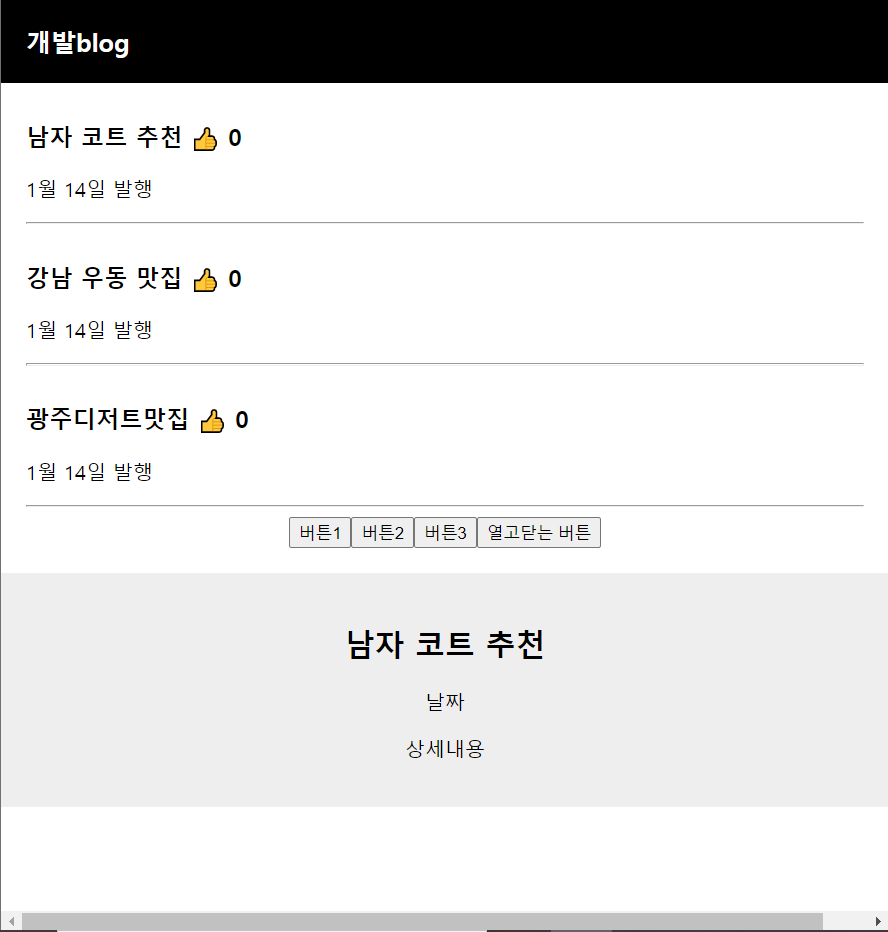 개발blog
남자 코트 추천 👍 0
1월 14일 발행
강남 우동 맛집 👍 0
1월 14일 발행
광주디저트맛집 👍 0
1월 14일 발행
버튼1 버튼2 버튼3 열고닫는 버튼
남자 코트 추천
날짜
상세내용